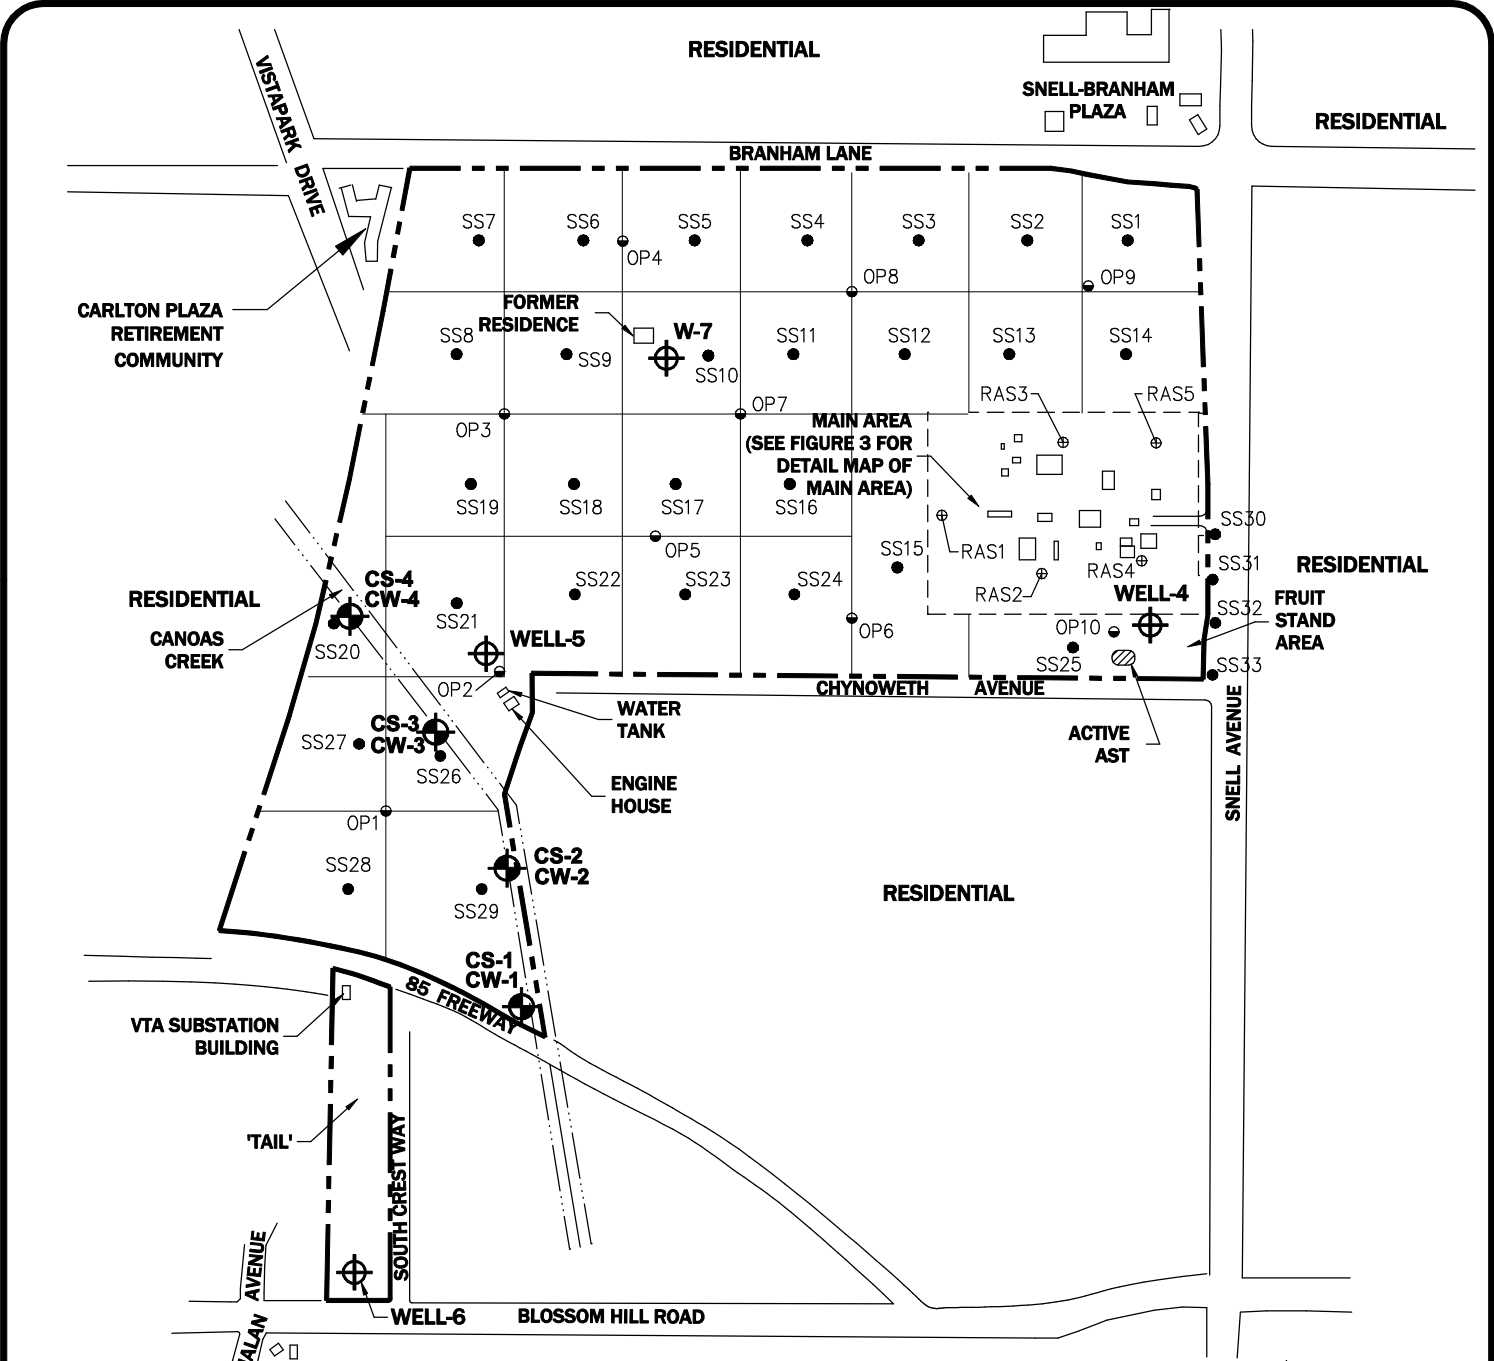 RESIDENTIAL
SNELL-BRANHAM
PLAZA
RESIDENTIAL
VISTAPARK DRIVE
BRANHAM LANE
SS7
SS6
SS5
SS4
SS3
SS2
SS1
OP4
OP8
OP9
CARLTON PLAZA
RETIREMENT
COMMUNITY
FORMER
RESIDENCE
W-7
SS8
SS9
SS10
SS11
SS12
SS13
SS14
RAS3
RAS5
OP3
OP7
MAIN AREA
(SEE FIGURE 3 FOR
DETAIL MAP OF
MAIN AREA)
SS19
SS18
SS17
SS16
SS15
OP5
RAS1
RAS2
RAS4
SS30
SS31
SS32
SS33
RESIDENTIAL
FRUIT
STAND
AREA
RESIDENTIAL
CANOAS
CREEK
CS-4
CW-4
SS20
SS21
SS22
SS23
SS24
WELL-5
OP6
WELL-4
OP10
SS25
OP2
CHYNOWETH AVENUE
WATER
TANK
ACTIVE
AST
SNELL AVENUE
CS-3
CW-3
SS27
SS26
ENGINE
HOUSE
OP1
CS-2
CW-2
SS28
SS29
RESIDENTIAL
CS-1
CW-1
85 FREEWAY
VTA SUBSTATION
BUILDING
'TAIL'
SOUTH CREST WAY
AVENUE
WELL-6
BLOSSOM HILL ROAD